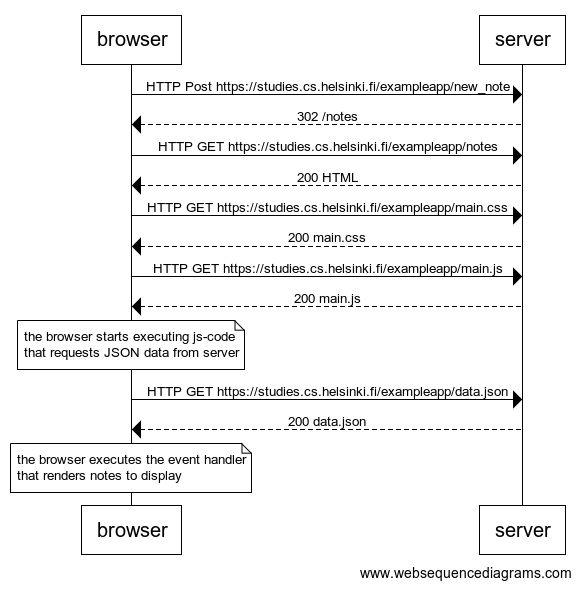 browser
server
HTTP Post https://studies.cs.helsinki.fi/exampleapp/new_note
302 /notes
HTTP GET https://studies.cs.helsinki.fi/exampleapp/notes
200 HTML
HTTP GET https://studies.cs.helsinki.fi/exampleapp/main.css
200 main.css
HTTP GET https://studies.cs.helsinki.fi/exampleapp/main.js
200 main.js
the browser starts executing js-code
that requests JSON data from server
HTTP GET https://studies.cs.helsinki.fi/exampleapp/data.json
200 data.json
the browser executes the event handler
that renders notes to display
browser
server
www.websequencediagrams.com